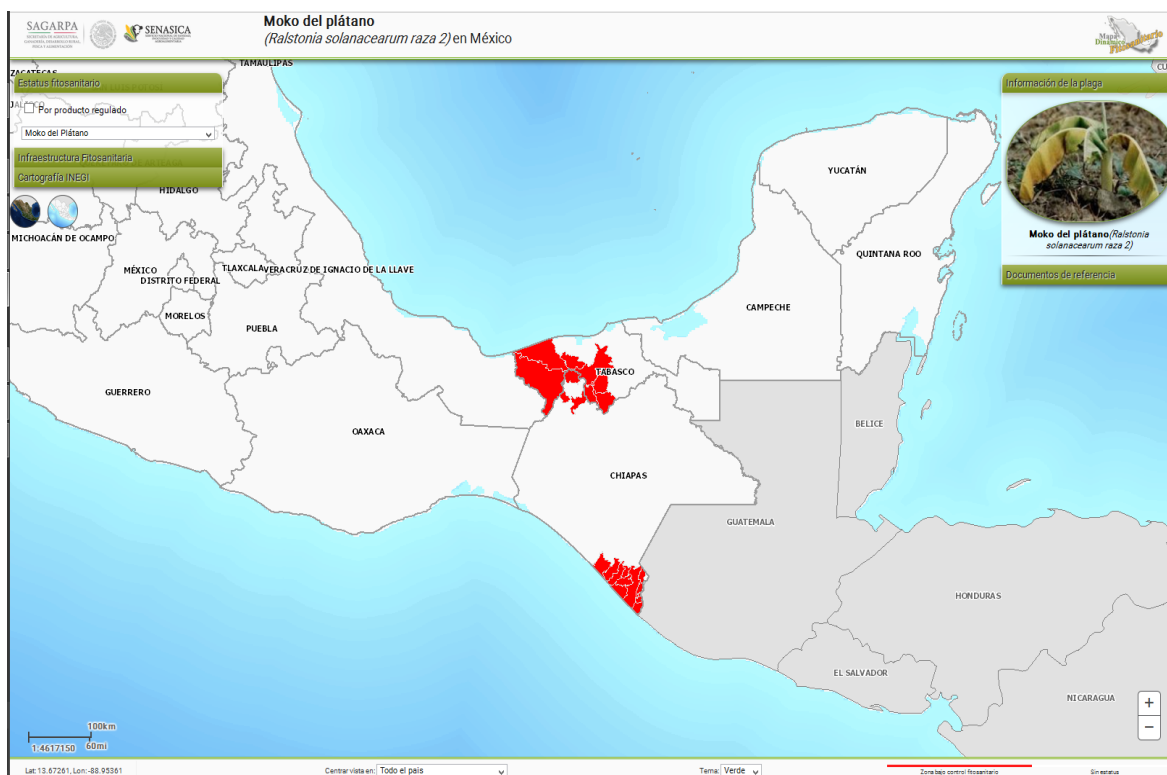 SAGARPA
SENASICA
Moko del plátano
(Ralstonia solanacearum raza 2) en México
Mapa
Dinámico
Fitosanitario
TAMAULIPAS
ZACATECAS
Estatus fitosanitario
Por producto regulado
Moko del Plátano
Infraestructura Fitosanitaria
Cartografía INEGI
HIDALGO
MICHOACÁN DE OCAMPO
MÉXICO
DISTRITO FEDERAL
TLAXCALA
VERACRUZ DE IGNACIO DE LA LLAVE
MORELOS
PUEBLA
GUERRERO
OAXACA
TABASCO
CHIAPAS
CAMPECHE
YUCATÁN
QUINTANA ROO
BELICE
GUATEMALA
HONDURAS
EL SALVADOR
NICARAGUA
Información de la plaga
Moko del plátano(Ralstonia
solanacearum raza 2)
Documentos de referencia
+
−
100km
1:4617150 60mi
Lat: 13.67261, Lon:-88.95361
Centrar vista en: Todo el pais
Tema: Verde
Zona bajo control fitosanitario
Sin estatus